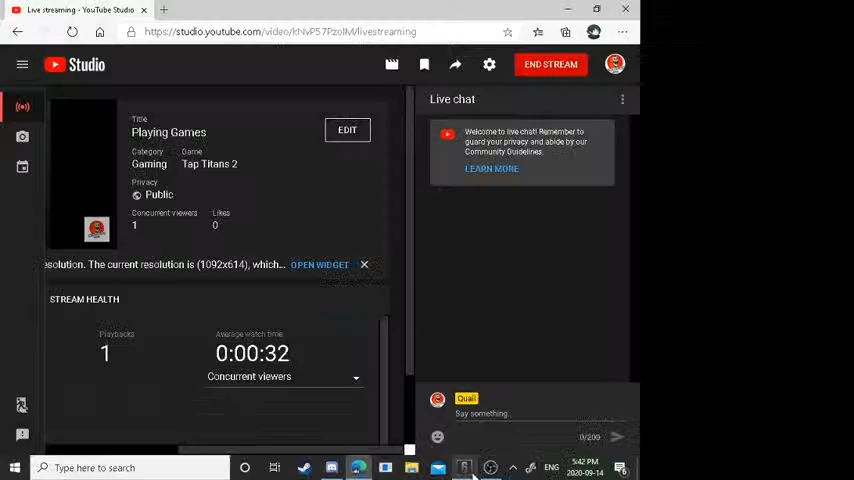 Live streaming - YouTube Studio
https://studio.youtube.com/video/kNvP57PzolM/livestreaming
Studio
END STREAM
Title
Playing Games
EDIT
Category
Game
Gaming
Tap Titans 2
Privacy
Public
Concurrent viewers
Likes
1
0
esolution. The current resolution is (1092x614), which...
OPEN WIDGET
STREAM HEALTH
Playbacks
Average watch time
1
0:00:32
Concurrent viewers
Live chat
Welcome to live chat! Remember to
guard your privacy and abide by our
Community Guidelines.
LEARN MORE
Quail
Say something...
0/200
Type here to search
ENG
5:42 PM
2020-09-14
6